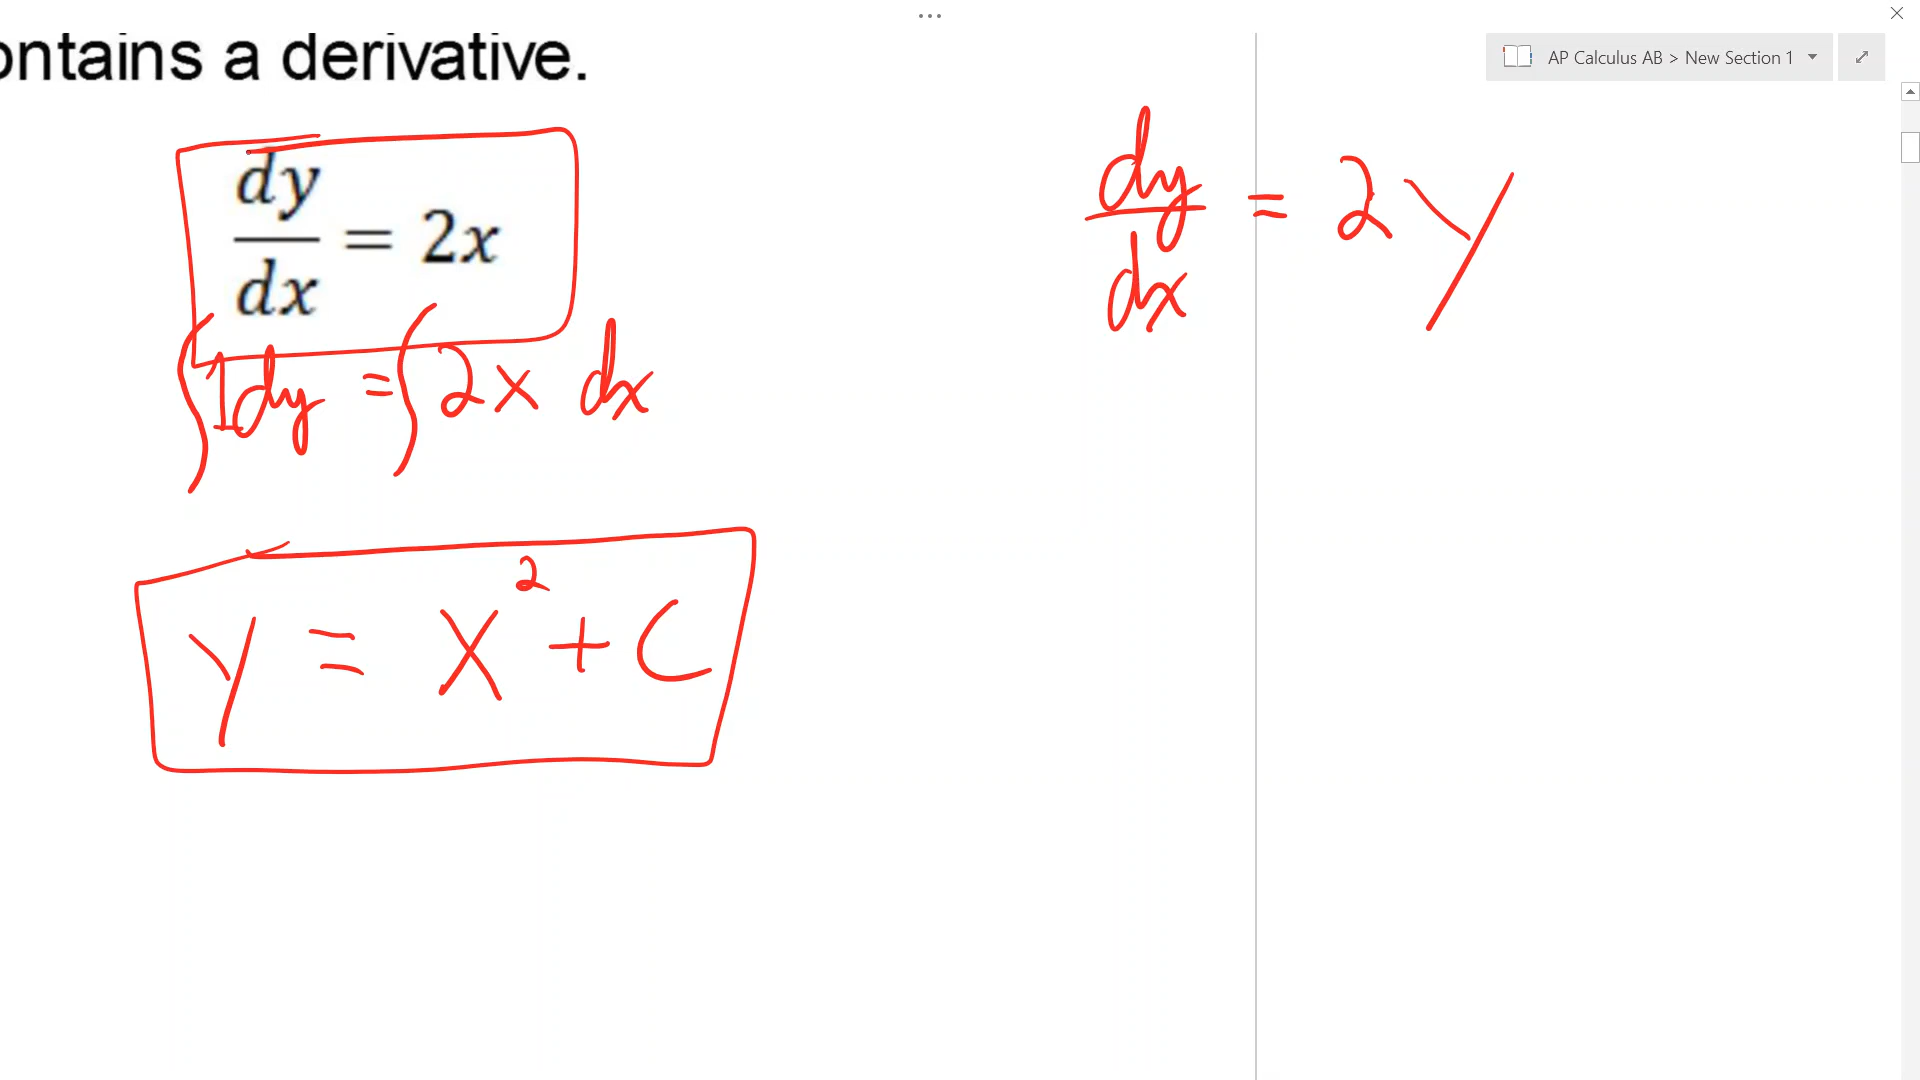 ontains a derivative.
AP Calculus AB > New Section 1
dy/dx = 2x
∫1dy = ∫2x dx
y = x² + C
dy/dx = 2y